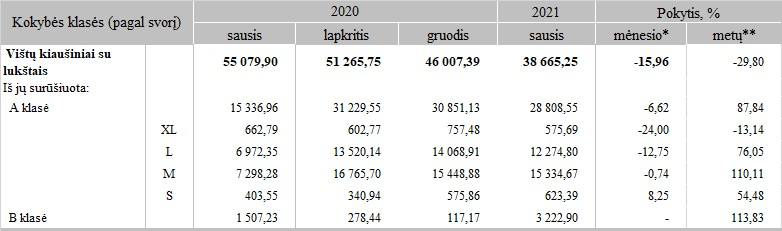 Kokybės klasės (pagal svorį) 2020 2021 Pokytis, %
sausis lapkritis gruodis sausis mėnesio* metų**
Vištų kiaušiniai su lukštais 55 079,90 51 265,75 46 007,39 38 665,25 -15,96 -29,80
Iš jų surūšiuota:
A klasė 15 336,96 31 229,55 30 851,13 28 808,55 -6,62 87,84
XL 662,79 602,77 757,48 575,69 -24,00 -13,14
L 6 972,35 13 520,14 14 068,91 12 274,80 -12,75 76,05
M 7 298,28 16 765,70 15 448,88 15 334,67 -0,74 110,11
S 403,55 340,94 575,86 623,39 8,25 54,48
B klasė 1 507,23 278,44 117,17 3 222,90 - 113,83